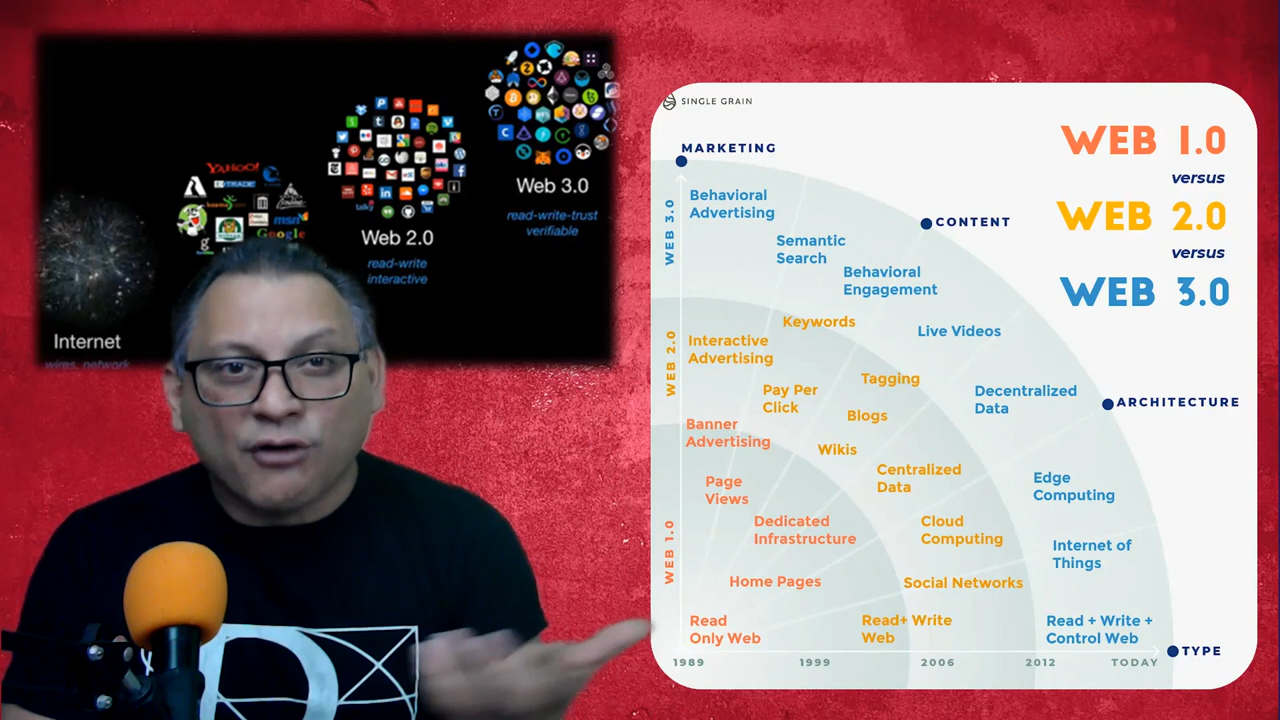 YAHOO!
E*TRADE
msn
Google
Internet
wires, network
Web 2.0
read-write
interactive
Web 3.0
read-write-trust
verifiable
SINGLE GRAIN
WEB 1.0
versus
WEB 2.0
versus
WEB 3.0
MARKETING
CONTENT
ARCHITECTURE
TYPE
WEB 3.0
Behavioral
Advertising
Semantic
Search
Behavioral
Engagement
Live Videos
Decentralized
Data
Edge
Computing
Internet of
Things
Read + Write +
Control Web
WEB 2.0
Interactive
Advertising
Keywords
Pay Per
Click
Tagging
Blogs
Wikis
Centralized
Data
Cloud
Computing
Social Networks
Read+ Write
Web
WEB 1.0
Banner
Advertising
Page
Views
Dedicated
Infrastructure
Home Pages
Read
Only Web
1989
1999
2006
2012
TODAY